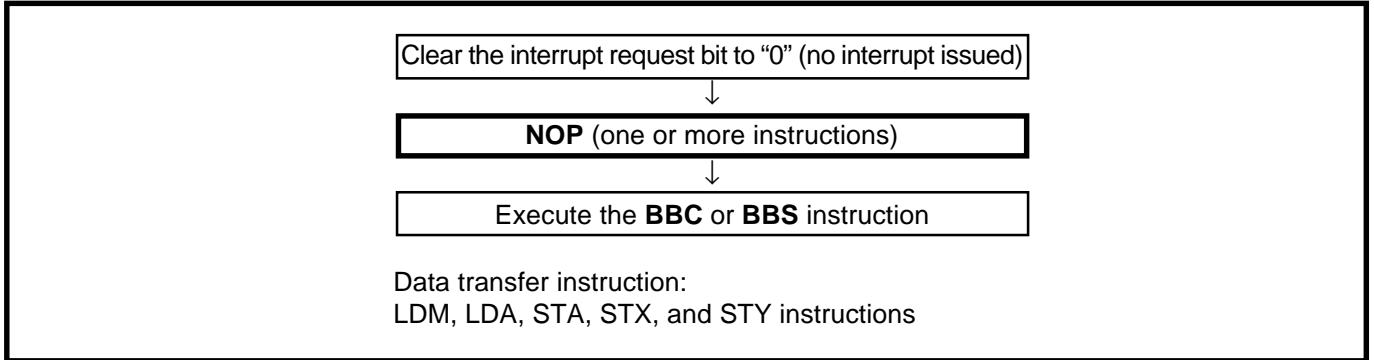 Clear the interrupt request bit to “0” (no interrupt issued)
↓
NOP (one or more instructions)
↓
Execute the BBC or BBS instruction
Data transfer instruction:
LDM, LDA, STA, STX, and STY instructions